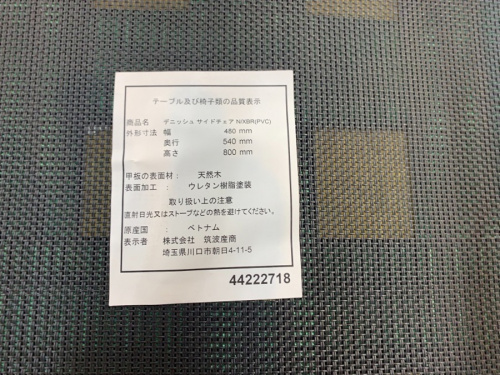 テーブル及び椅子類の品質表示
商品名 デニッシュ サイドチェア N/XBR(PVC)
外形寸法 幅 480 mm
奥行 540 mm
高さ 800 mm
甲板の表面材: 天然木
表面加工 : ウレタン樹脂塗装
取り扱い上の注意
直射日光又はストーブなどの熱を避けてください。
原産国 : ベトナム
表示者 : 株式会社 筑波産商
埼玉県川口市朝日4-11-5
44222718